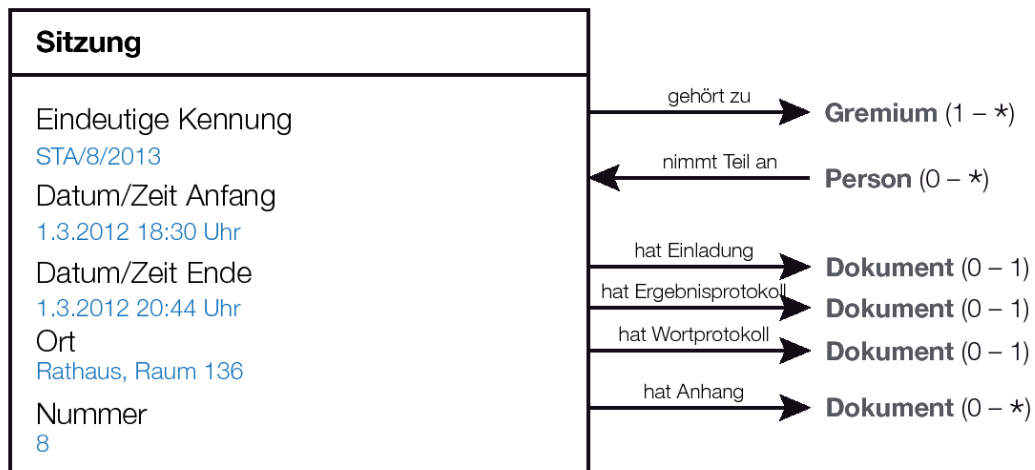 Sitzung
Eindeutige Kennung
STA/8/2013
Datum/Zeit Anfang
1.3.2012 18:30 Uhr
Datum/Zeit Ende
1.3.2012 20:44 Uhr
Ort
Rathaus, Raum 136
Nummer
8
gehört zu
Gremium (1 – *)
nimmt Teil an
Person (0 – *)
hat Einladung
Dokument (0 – 1)
hat Ergebnisprotokoll
Dokument (0 – 1)
hat Wortprotokoll
Dokument (0 – 1)
hat Anhang
Dokument (0 – *)